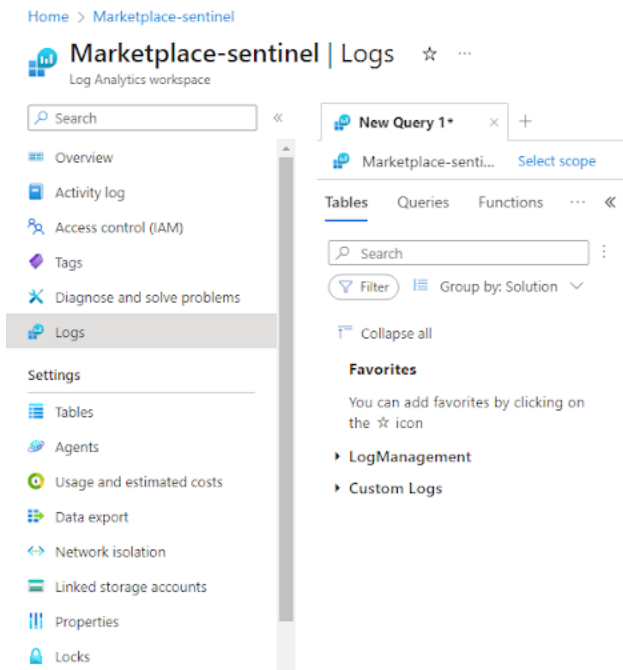 Home > Marketplace-sentinel
Marketplace-sentinel | Logs ☆ ···
Log Analytics workspace
Search «
Overview
Activity log
Access control (IAM)
Tags
Diagnose and solve problems
Logs
Settings
Tables
Agents
Usage and estimated costs
Data export
Network isolation
Linked storage accounts
Properties
Locks
New Query 1* × +
Marketplace-senti... Select scope
Tables Queries Functions ··· «
Search
Filter Group by: Solution
Collapse all
Favorites
You can add favorites by clicking on
the ☆ icon
LogManagement
Custom Logs